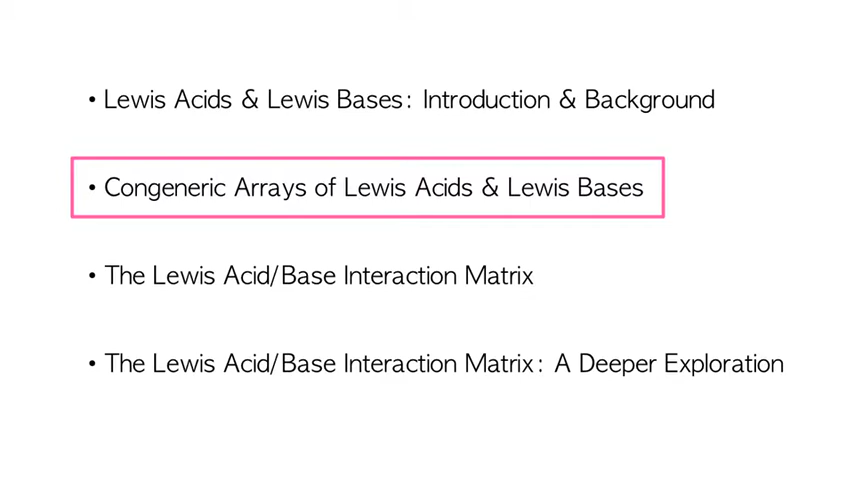 • Lewis Acids & Lewis Bases: Introduction & Background
• Congeneric Arrays of Lewis Acids & Lewis Bases
• The Lewis Acid/Base Interaction Matrix
• The Lewis Acid/Base Interaction Matrix: A Deeper Exploration